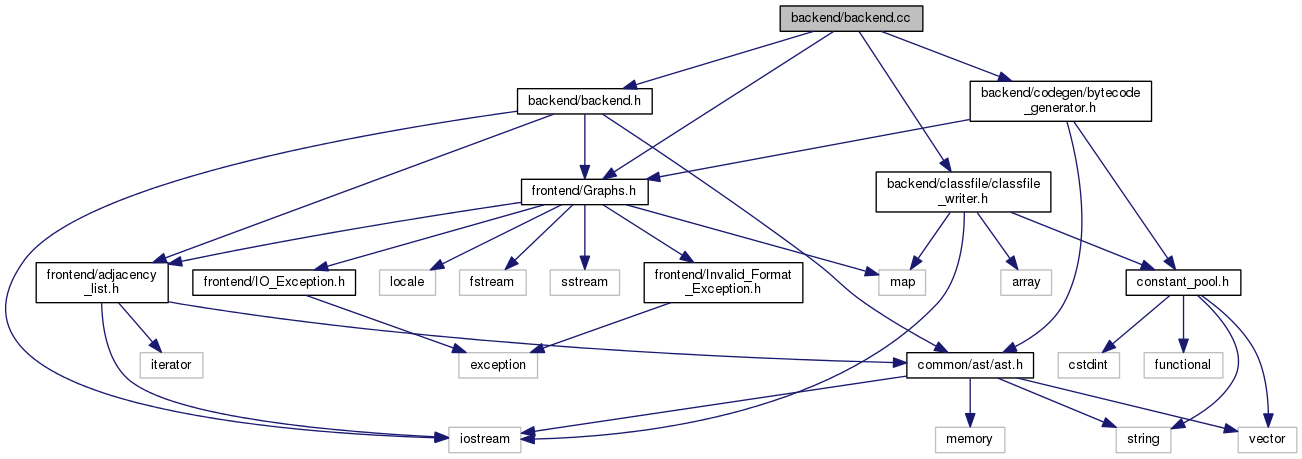 backend/backend.cc
backend/backend.h
backend/codegen/bytecode
_generator.h
frontend/Graphs.h
backend/classfile/classfile
_writer.h
frontend/adjacency
_list.h
frontend/IO_Exception.h
locale
fstream
sstream
frontend/Invalid_Format
_Exception.h
map
array
constant_pool.h
iterator
exception
common/ast/ast.h
cstdint
functional
iostream
memory
string
vector